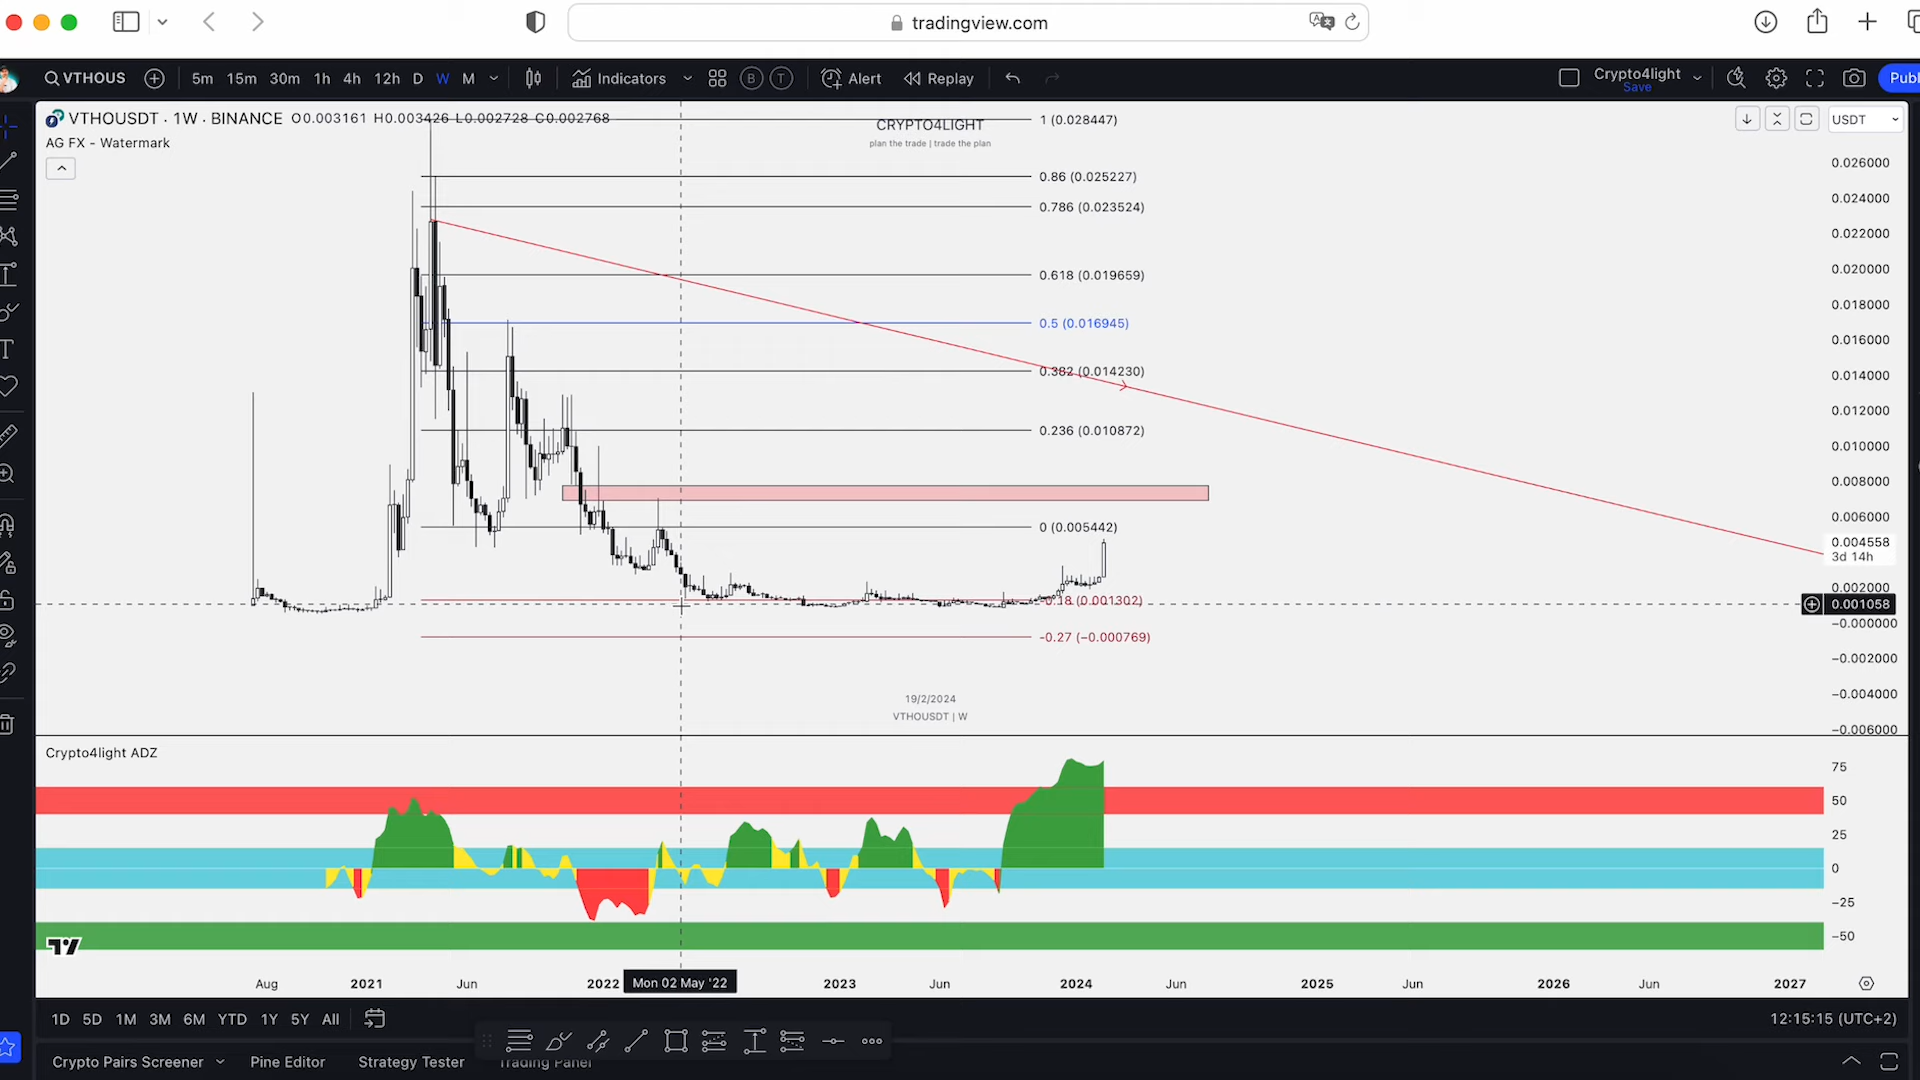 tradingview.com
VTHOUS 5m 15m 30m 1h 4h 12h D W M Indicators B T Alert Replay Crypto4light Save Publ
VTHOUSDT · 1W · BINANCE O0.003161 H0.003426 L0.002728 C0.002768
AG FX - Watermark
CRYPTO4LIGHT
plan the trade | trade the plan
USDT
1 (0.028447)
0.86 (0.025227)
0.786 (0.023524)
0.618 (0.019659)
0.5 (0.016945)
0.382 (0.014230)
0.236 (0.010872)
0 (0.005442)
-0.18 (0.001302)
-0.27 (−0.000769)
0.026000
0.024000
0.022000
0.020000
0.018000
0.016000
0.014000
0.012000
0.010000
0.008000
0.006000
0.004558
3d 14h
0.002000
0.001058
−0.000000
−0.002000
−0.004000
−0.006000
19/2/2024
VTHOUSDT | W
Crypto4light ADZ
75
50
25
0
−25
−50
Aug 2021 Jun 2022 Mon 02 May '22 2023 Jun 2024 Jun 2025 Jun 2026 Jun 2027
1D 5D 1M 3M 6M YTD 1Y 5Y All 12:15:15 (UTC+2)
Crypto Pairs Screener Pine Editor Strategy Tester Trading Panel